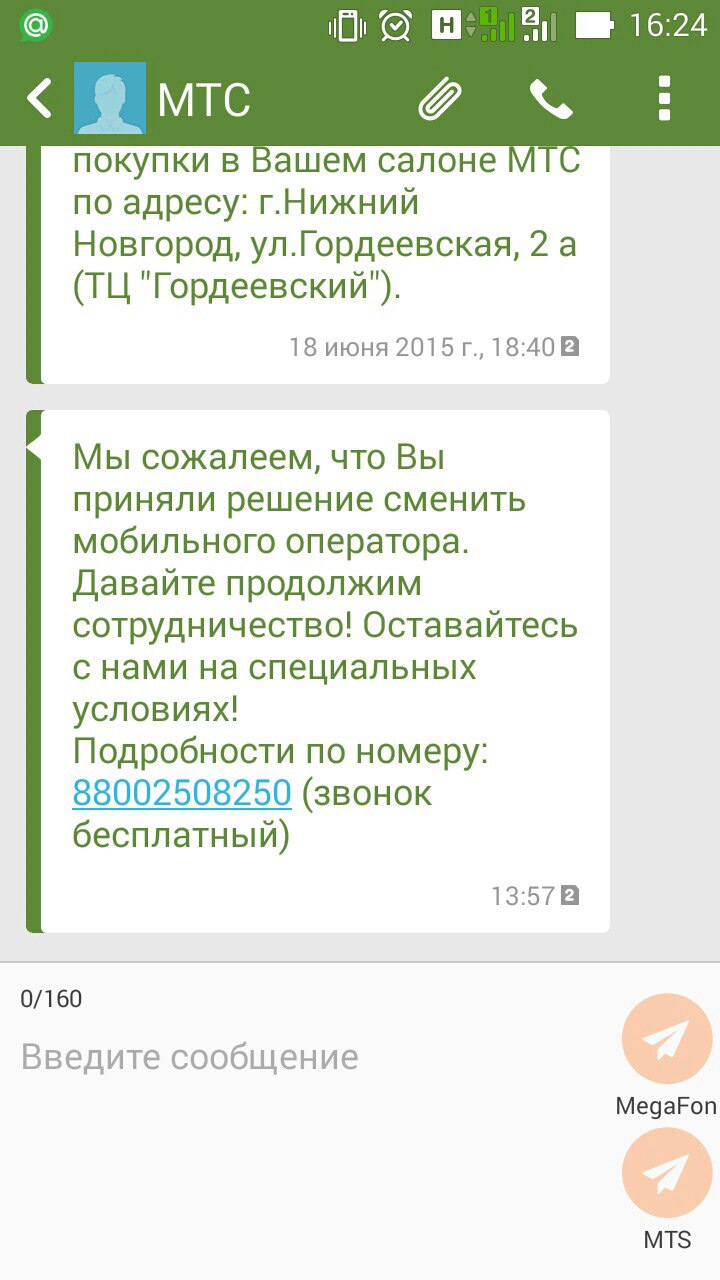 @ H 1 2 16:24
МТС
покупки в Вашем салоне МТС
по адресу: г.Нижний
Новгород, ул.Гордеевская, 2 а
(ТЦ "Гордеевский").
18 июня 2015 г., 18:40 2
Мы сожалеем, что Вы
приняли решение сменить
мобильного оператора.
Давайте продолжим
сотрудничество! Оставайтесь
с нами на специальных
условиях!
Подробности по номеру:
88002508250 (звонок
бесплатный)
13:57 2
0/160
Введите сообщение
MegaFon
MTS